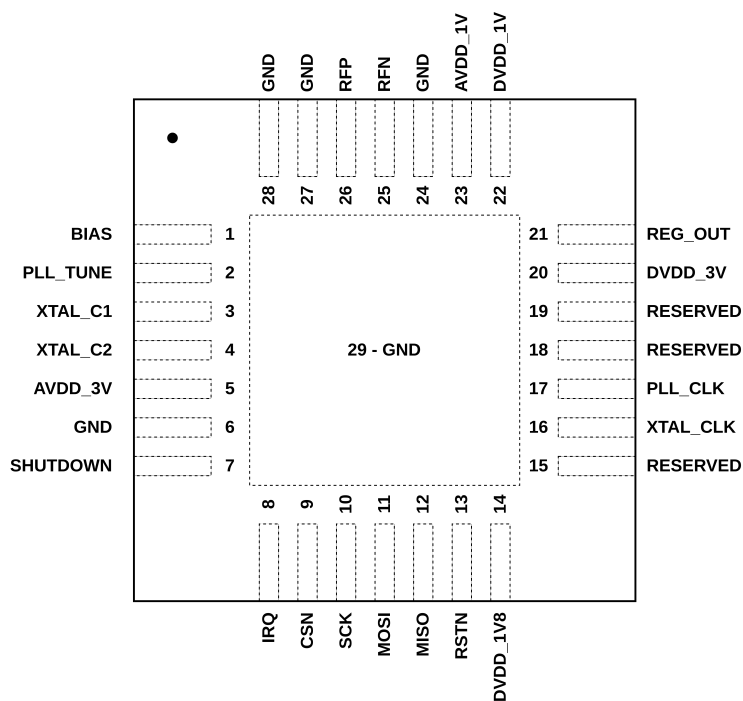 GND
GND
RFP
RFN
GND
AVDD_1V
DVDD_1V
28
27
26
25
24
23
22
BIAS 1
PLL_TUNE 2
XTAL_C1 3
XTAL_C2 4
AVDD_3V 5
GND 6
SHUTDOWN 7
29 - GND
21 REG_OUT
20 DVDD_3V
19 RESERVED
18 RESERVED
17 PLL_CLK
16 XTAL_CLK
15 RESERVED
8
9
10
11
12
13
14
IRQ
CSN
SCK
MOSI
MISO
RSTN
DVDD_1V8